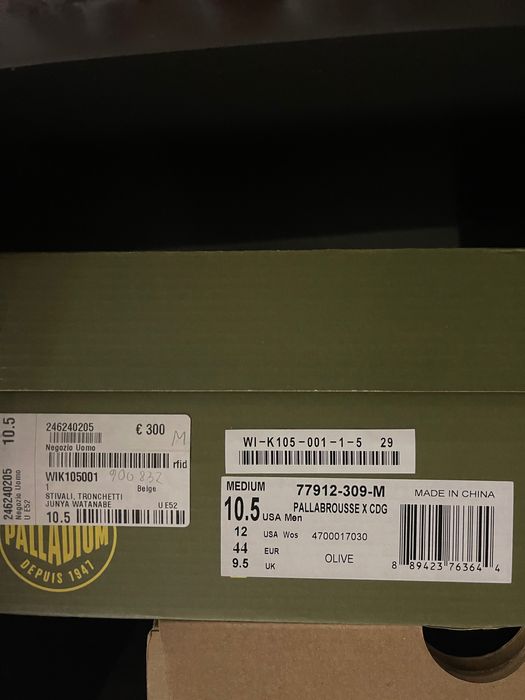 10.5
246240205
Negozio Uomo
U E52
246240205
€ 300
M
Negozio Uomo
rfid
WIK105001
906832
1
Beige
STIVALI, TRONCHETTI
JUNYA WATANABE
U E52
10.5
PALLADIUM
DEPUIS 1947
WI-K105-001-1-5 29
MEDIUM 77912-309-M MADE IN CHINA
10.5 USA Men PALLABROUSSE X CDG
12 USA Wos 4700017030
44 EUR OLIVE
9.5 UK
8 89423 76364 4